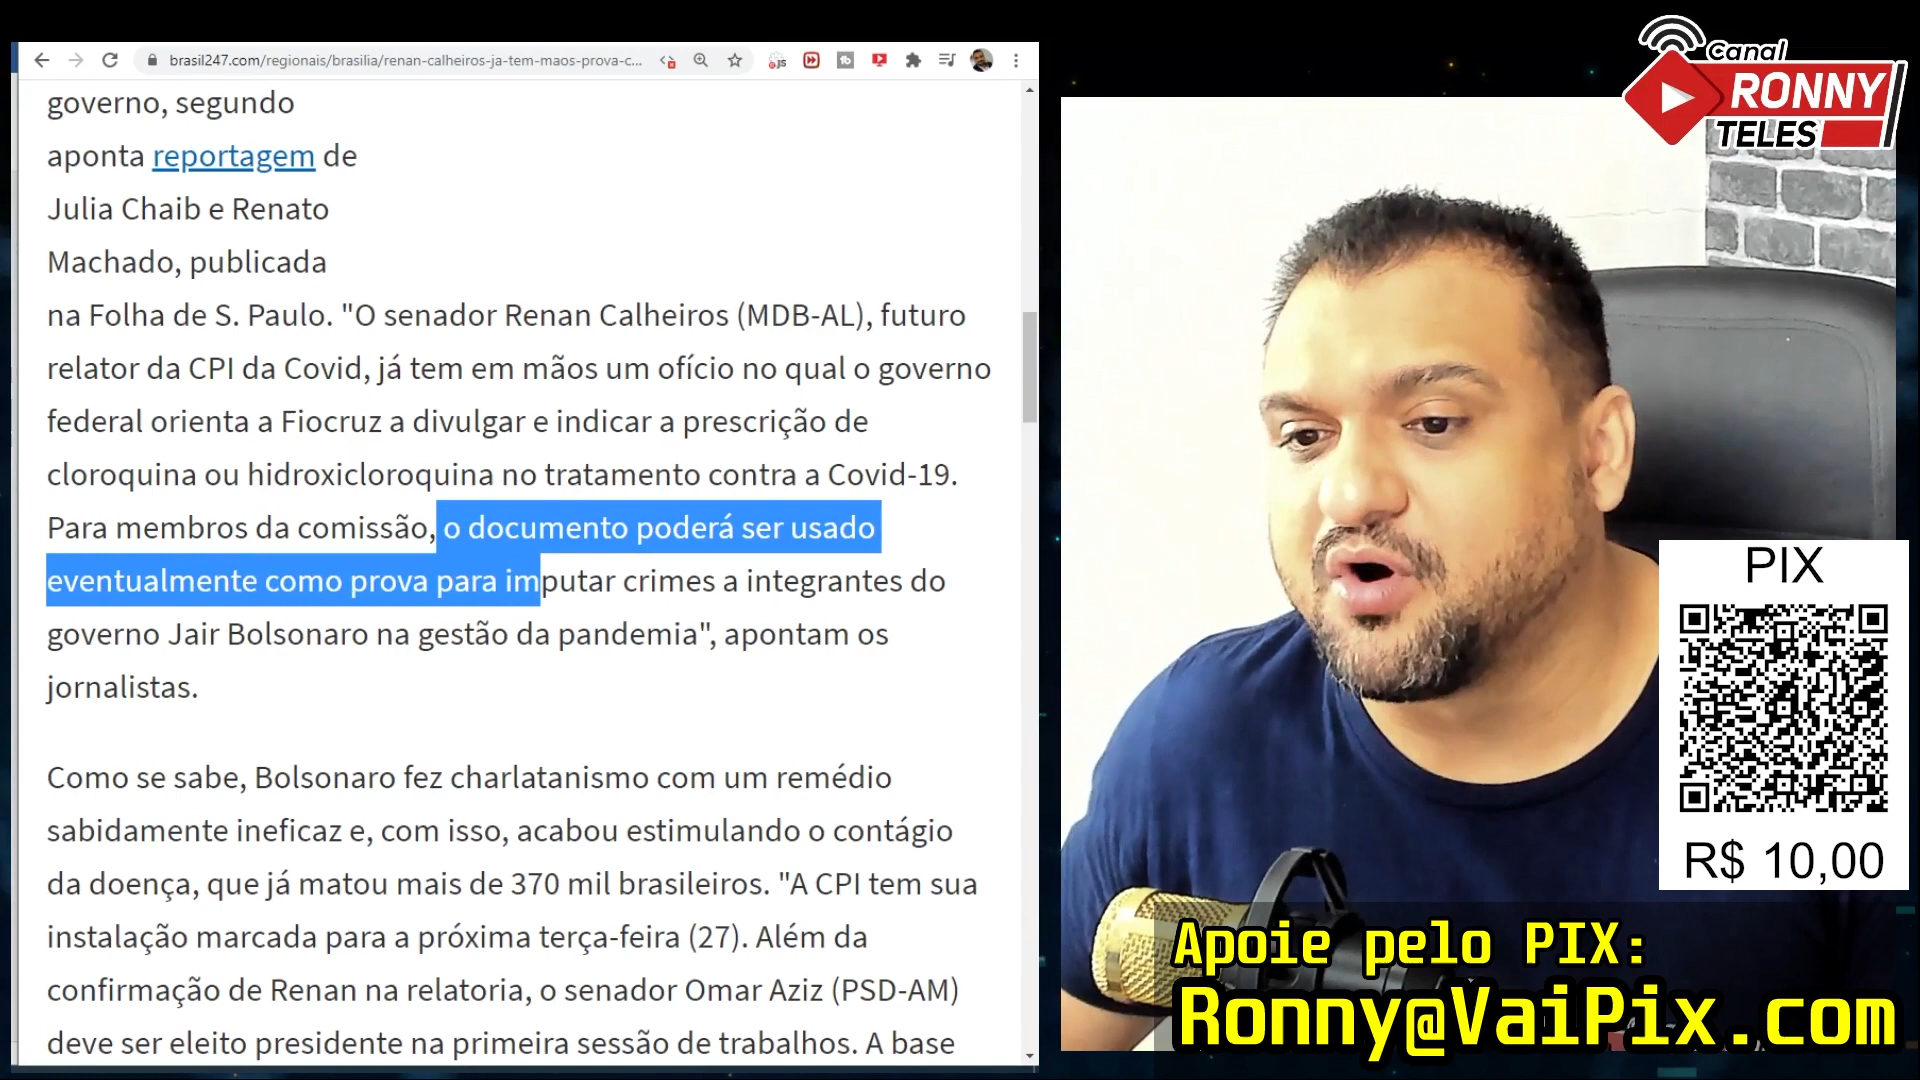 brasil247.com/regionais/brasilia/renan-calheiros-ja-tem-maos-prova-c...
governo, segundo
aponta reportagem de
Julia Chaib e Renato
Machado, publicada
na Folha de S. Paulo. "O senador Renan Calheiros (MDB-AL), futuro
relator da CPI da Covid, já tem em mãos um ofício no qual o governo
federal orienta a Fiocruz a divulgar e indicar a prescrição de
cloroquina ou hidroxicloroquina no tratamento contra a Covid-19.
Para membros da comissão, o documento poderá ser usado
eventualmente como prova para imputar crimes a integrantes do
governo Jair Bolsonaro na gestão da pandemia", apontam os
jornalistas.
Como se sabe, Bolsonaro fez charlatanismo com um remédio
sabidamente ineficaz e, com isso, acabou estimulando o contágio
da doença, que já matou mais de 370 mil brasileiros. "A CPI tem sua
instalação marcada para a próxima terça-feira (27). Além da
confirmação de Renan na relatoria, o senador Omar Aziz (PSD-AM)
deve ser eleito presidente na primeira sessão de trabalhos. A base
Canal
RONNY
TELES
PIX
R$ 10,00
Apoie pelo PIX:
Ronny@VaiPix.com